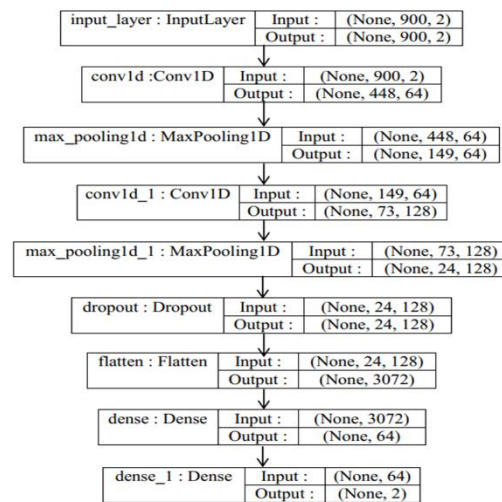 input_layer : InputLayer Input : (None, 900, 2)
Output : (None, 900, 2)
conv1d :Conv1D Input : (None, 900, 2)
Output : (None, 448, 64)
max_pooling1d : MaxPooling1D Input : (None, 448, 64)
Output : (None, 149, 64)
conv1d_1 : Conv1D Input : (None, 149, 64)
Output : (None, 73, 128)
max_pooling1d_1 : MaxPooling1D Input : (None, 73, 128)
Output : (None, 24, 128)
dropout : Dropout Input : (None, 24, 128)
Output : (None, 24, 128)
flatten : Flatten Input : (None, 24, 128)
Output : (None, 3072)
dense : Dense Input : (None, 3072)
Output : (None, 64)
dense_1 : Dense Input : (None, 64)
Output : (None, 2)